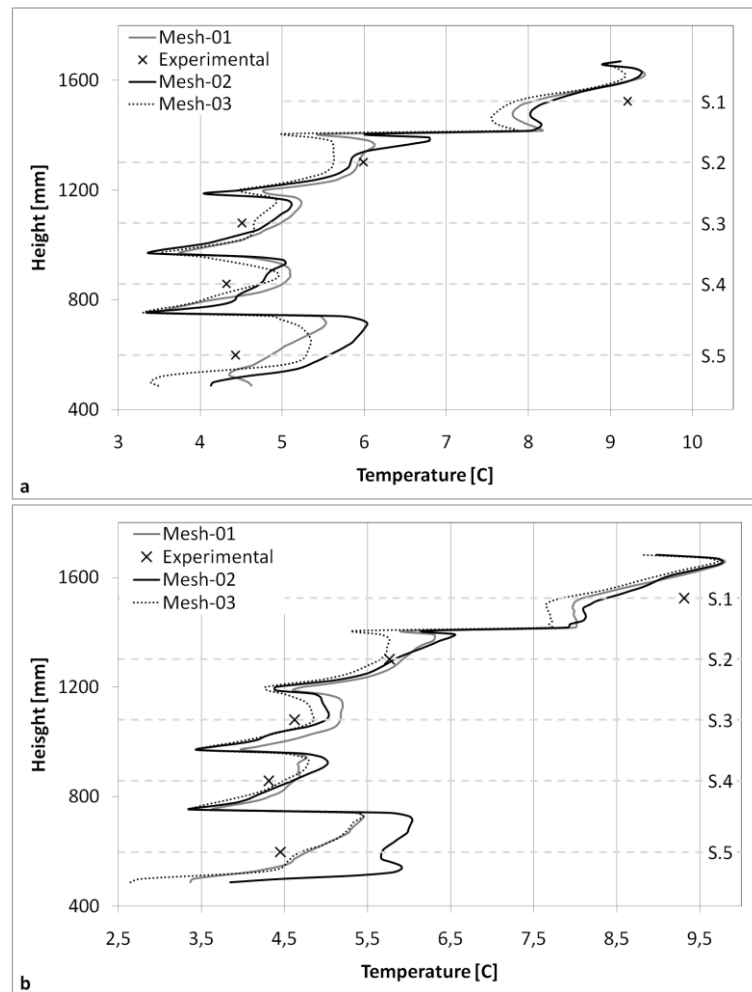 Mesh-01
Experimental
Mesh-02
Mesh-03
1600
1200
800
400
Height [mm]
S.1
S.2
S.3
S.4
S.5
3 4 5 6 7 8 9 10
Temperature [C]
a
Mesh-01
Experimental
Mesh-02
Mesh-03
1600
1200
800
400
Heisght [mm]
S.1
S.2
S.3
S.4
S.5
2,5 3,5 4,5 5,5 6,5 7,5 8,5 9,5
Temperature [C]
b